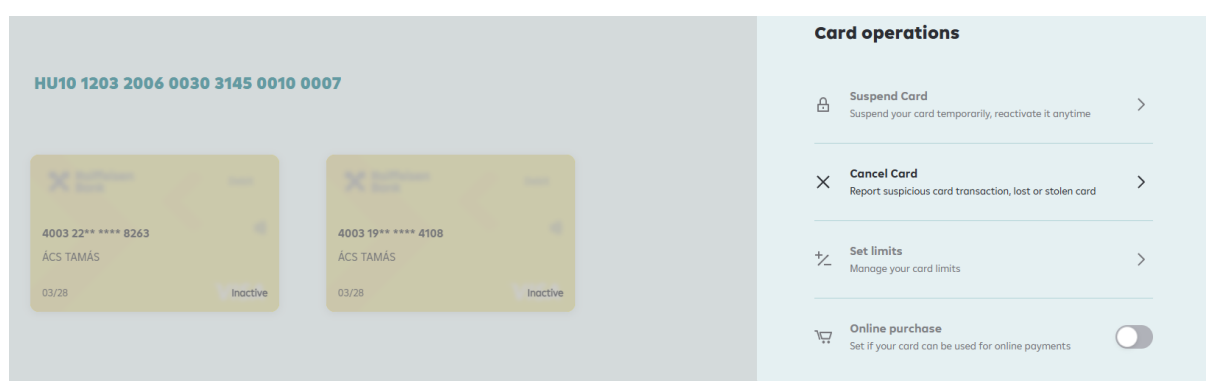 Card operations
HU10 1203 2006 0030 3145 0010 0007
Suspend Card
Suspend your card temporarily, reactivate it anytime
Cancel Card
Report suspicious card transaction, lost or stolen card
Set limits
Manage your card limits
Online purchase
Set if your card can be used for online payments
4003 22** **** 8263
ÁCS TAMÁS
03/28
Inactive
4003 19** **** 4108
ÁCS TAMÁS
03/28
Inactive